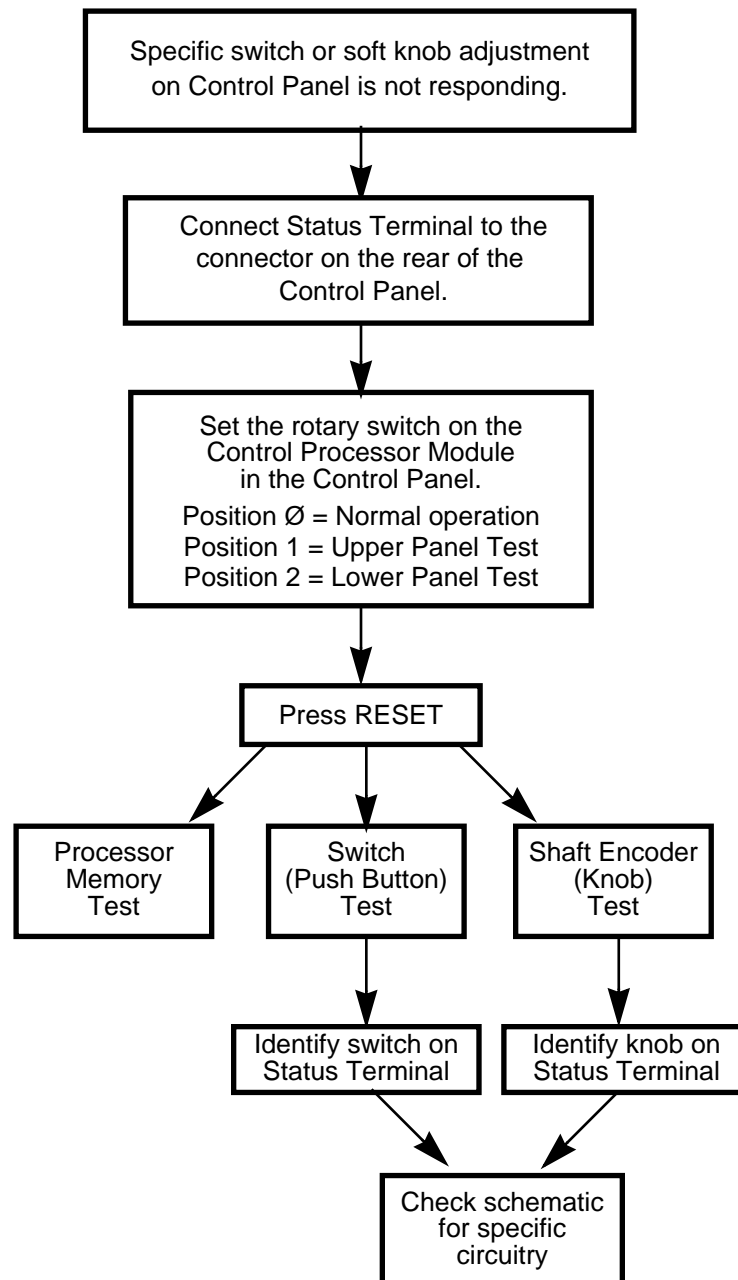 Specific switch or soft knob adjustment
on Control Panel is not responding.
Connect Status Terminal to the
connector on the rear of the
Control Panel.
Set the rotary switch on the
Control Processor Module
in the Control Panel.
Position Ø = Normal operation
Position 1 = Upper Panel Test
Position 2 = Lower Panel Test
Press RESET
Processor
Memory
Test
Switch
(Push Button)
Test
Shaft Encoder
(Knob)
Test
Identify switch on
Status Terminal
Identify knob on
Status Terminal
Check schematic
for specific
circuitry